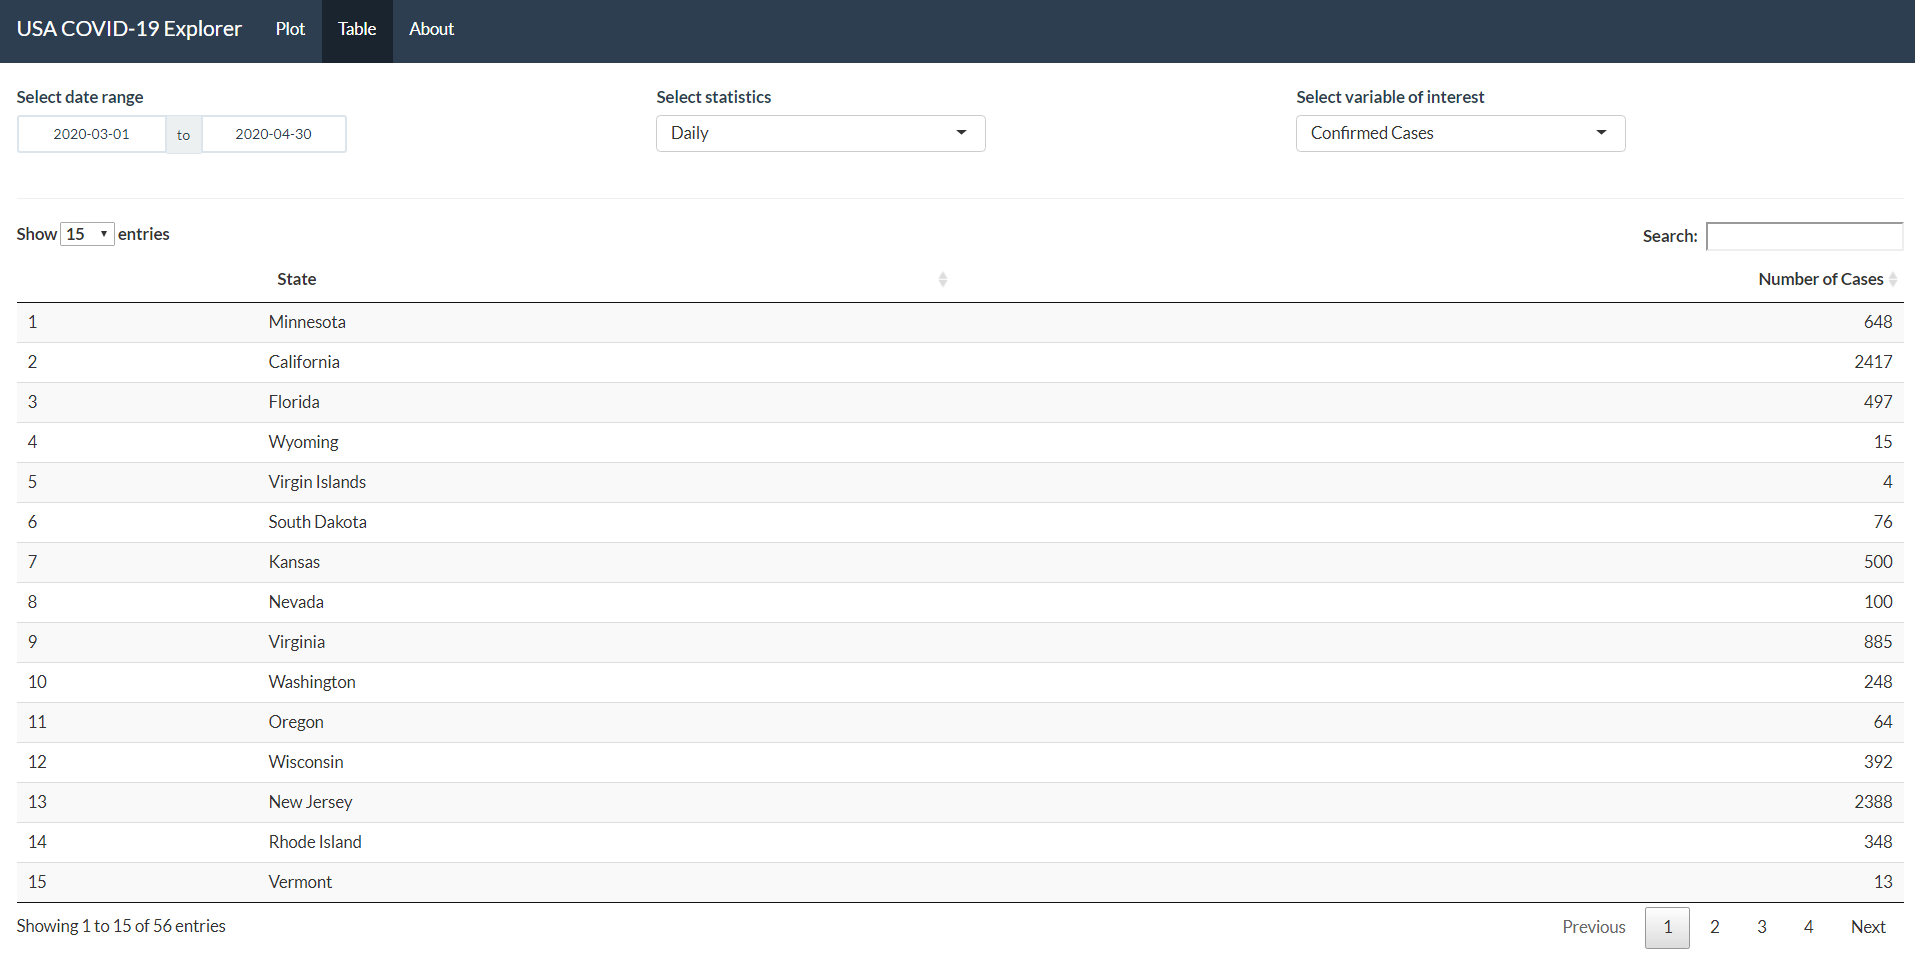 USA COVID-19 Explorer Plot Table About
Select date range Select statistics Select variable of interest
2020-03-01 to 2020-04-30 Daily Confirmed Cases
Show 15 entries Search:
State Number of Cases
1 Minnesota 648
2 California 2417
3 Florida 497
4 Wyoming 15
5 Virgin Islands 4
6 South Dakota 76
7 Kansas 500
8 Nevada 100
9 Virginia 885
10 Washington 248
11 Oregon 64
12 Wisconsin 392
13 New Jersey 2388
14 Rhode Island 348
15 Vermont 13
Showing 1 to 15 of 56 entries Previous 1 2 3 4 Next